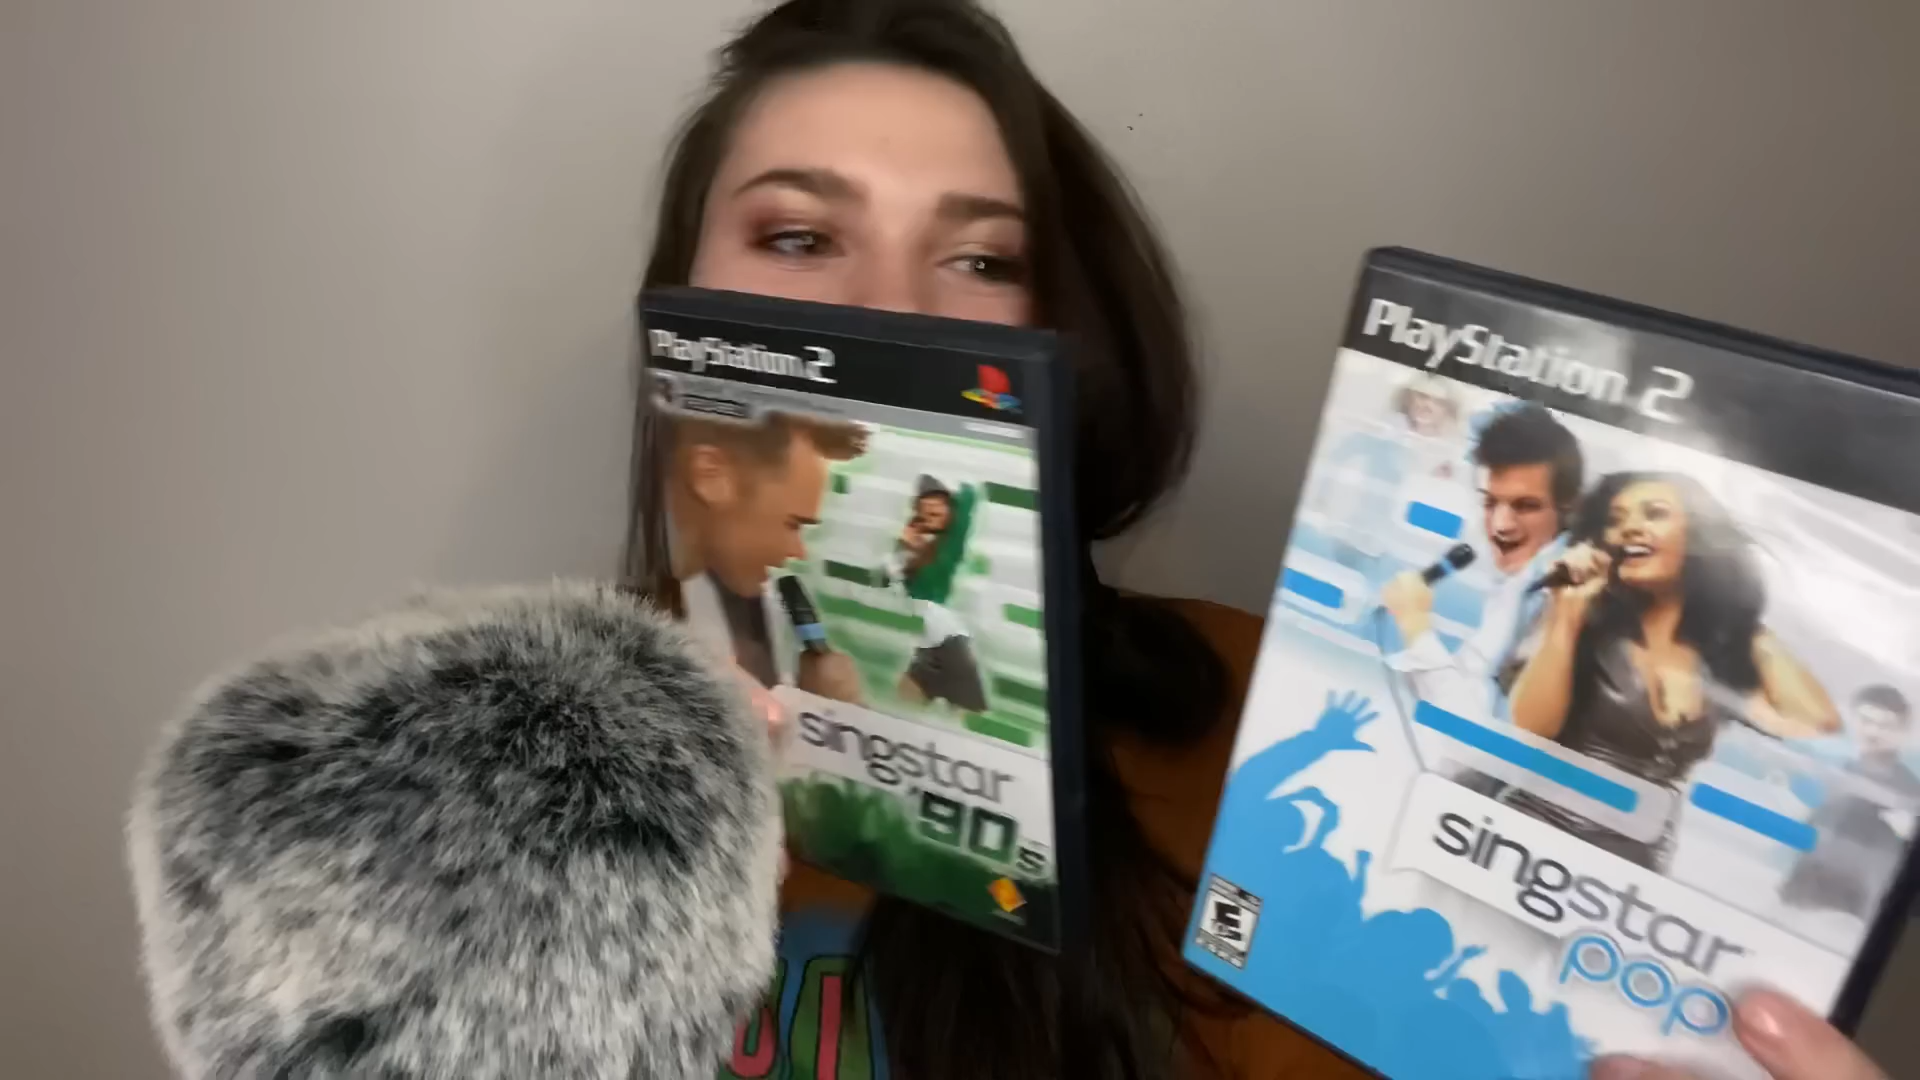 PlayStation 2
singstar
'90s
PlayStation 2
singstar
pop
E